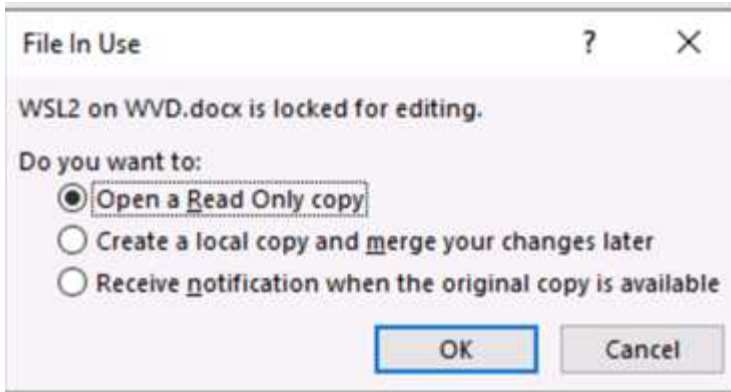 File In Use ?
WSL2 on WVD.docx is locked for editing.
Do you want to:
Open a Read Only copy
Create a local copy and merge your changes later
Receive notification when the original copy is available
OK Cancel